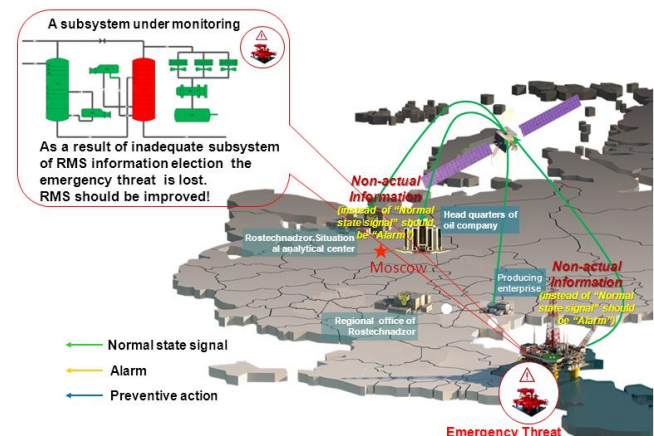 A subsystem under monitoring
As a result of inadequate subsystem
of RMS information election the
emergency threat is lost.
RMS should be improved!
Non-actual
Information
(instead of “Normal
state signal” should
be “Alarm”)
Head quarters of
oil company
Rostechnadzor.Situation
al analytical center
Moscow
Producing
enterprise
Non-actual
Information
(instead of “Normal
state signal” should
be “Alarm”))
Regional office of
Rostechnadzor
Normal state signal
Alarm
Preventive action
Emergency Threat